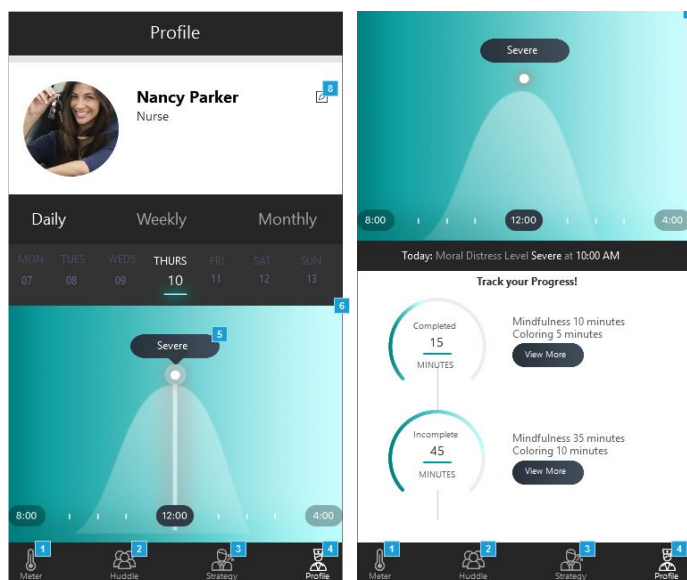 Profile
Nancy Parker
8
Nurse
Daily Weekly Monthly
MON TUES WEDS THURS FRI SAT SUN
07 08 09 10 11 12 13
6
5
Severe
8:00 12:00 4:00
1 2 3 4
Meter Huddle Strategy Profile
Severe
8:00 12:00 4:00
Today: Moral Distress Level Severe at 10:00 AM
Track your Progress!
Completed
15
MINUTES
Mindfulness 10 minutes
Coloring 5 minutes
View More
Incomplete
45
MINUTES
Mindfulness 35 minutes
Coloring 10 minutes
View More
1 2 3 4
Meter Huddle Strategy Profile